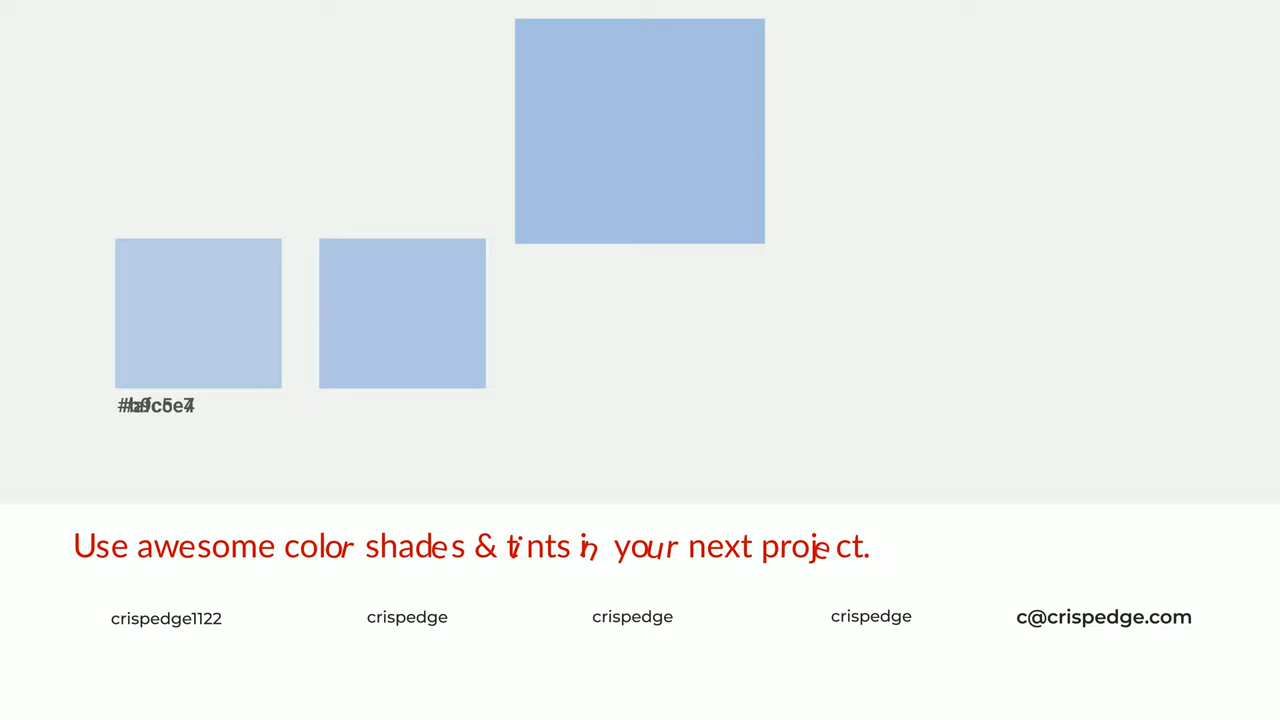 Use awesome color shades & tints in your next project.
crispedge1122 crispedge crispedge crispedge c@crispedge.com